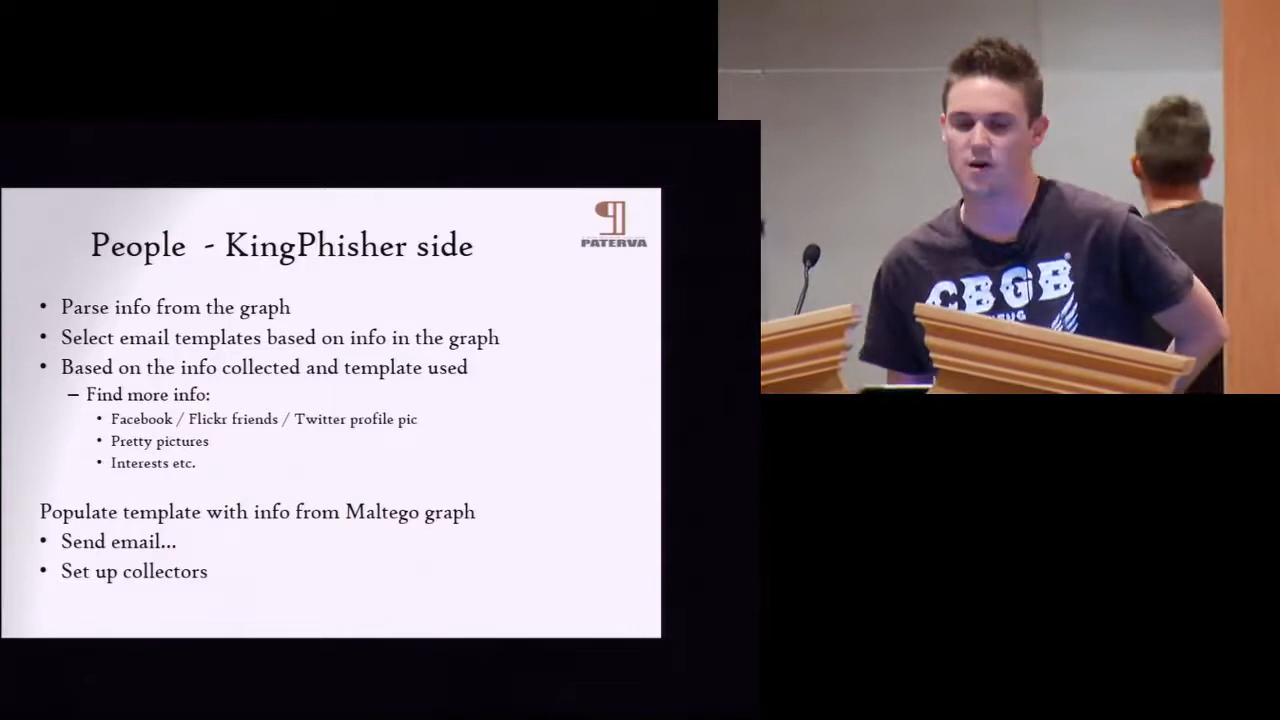 People - KingPhisher side
PATERVA
• Parse info from the graph
• Select email templates based on info in the graph
• Based on the info collected and template used
– Find more info:
• Facebook / Flickr friends / Twitter profile pic
• Pretty pictures
• Interests etc.
Populate template with info from Maltego graph
• Send email...
• Set up collectors
CBGB®